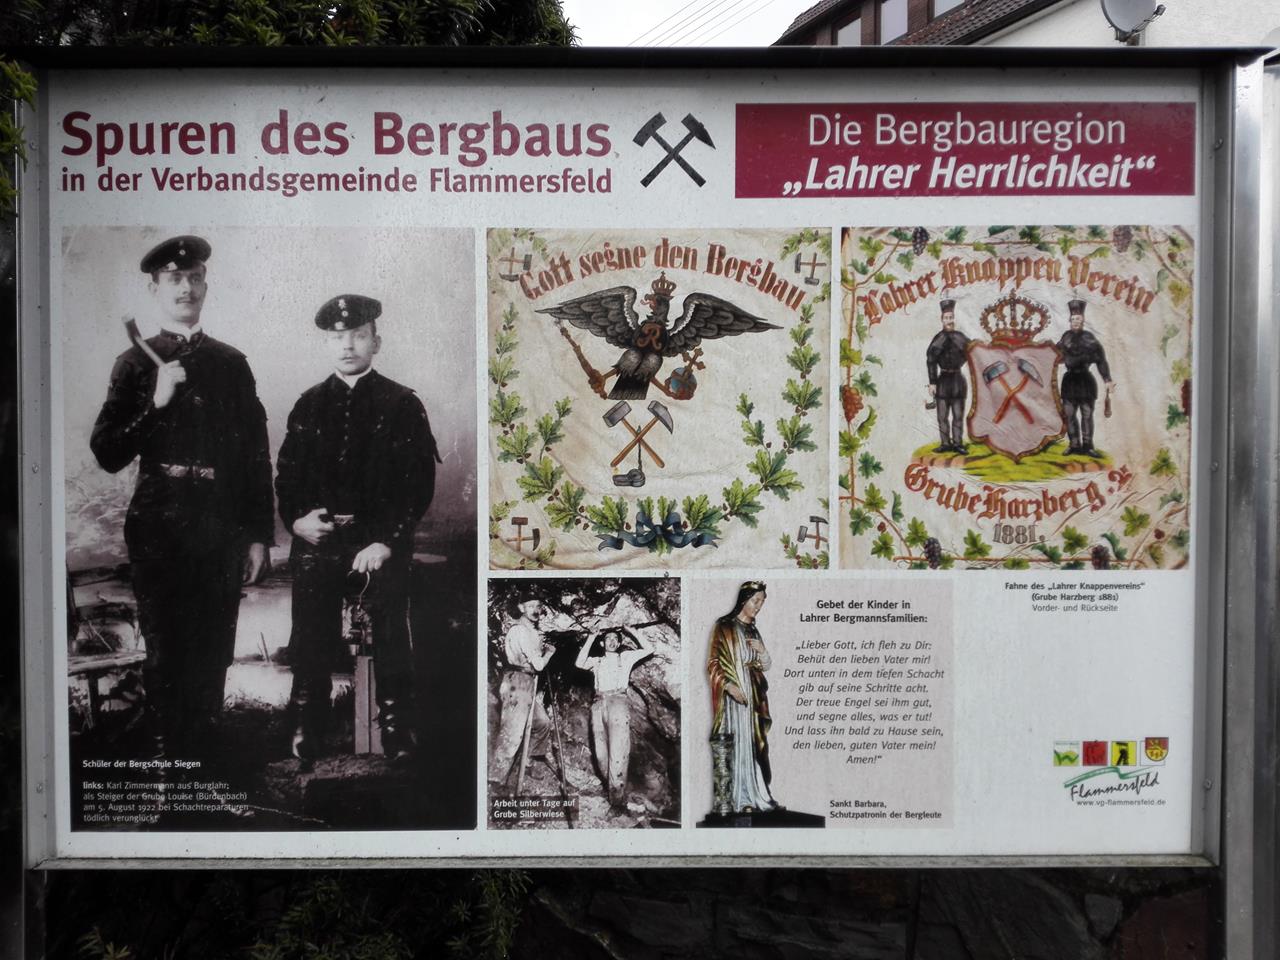 Spuren des Bergbaus
in der Verbandsgemeinde Flammersfeld
Die Bergbauregion
„Lahrer Herrlichkeit“
Schüler der Bergschule Siegen
links: Karl Zimmermann aus Burglahr;
als Steiger der Grube Louise (Bürdenbach)
am 5. August 1922 bei Schachtreparaturen
tödlich verunglückt
Gott segne den Bergbau
Lahrer Knappen Verein
Grube Harzberg
1881.
Fahne des „Lahrer Knappenvereins“
(Grube Harzberg 1881)
Vorder- und Rückseite
Arbeit unter Tage auf
Grube Silberwiese
Gebet der Kinder in
Lahrer Bergmannsfamilien:
„Lieber Gott, ich fleh zu Dir:
Behüt den lieben Vater mir!
Dort unten in dem tiefen Schacht
gib auf seine Schritte acht.
Der treue Engel sei ihm gut,
und segne alles, was er tut!
Und lass ihn bald zu Hause sein,
den lieben, guten Vater mein!
Amen!“
Sankt Barbara,
Schutzpatronin der Bergleute
Flammersfeld
www.vg-flammersfeld.de